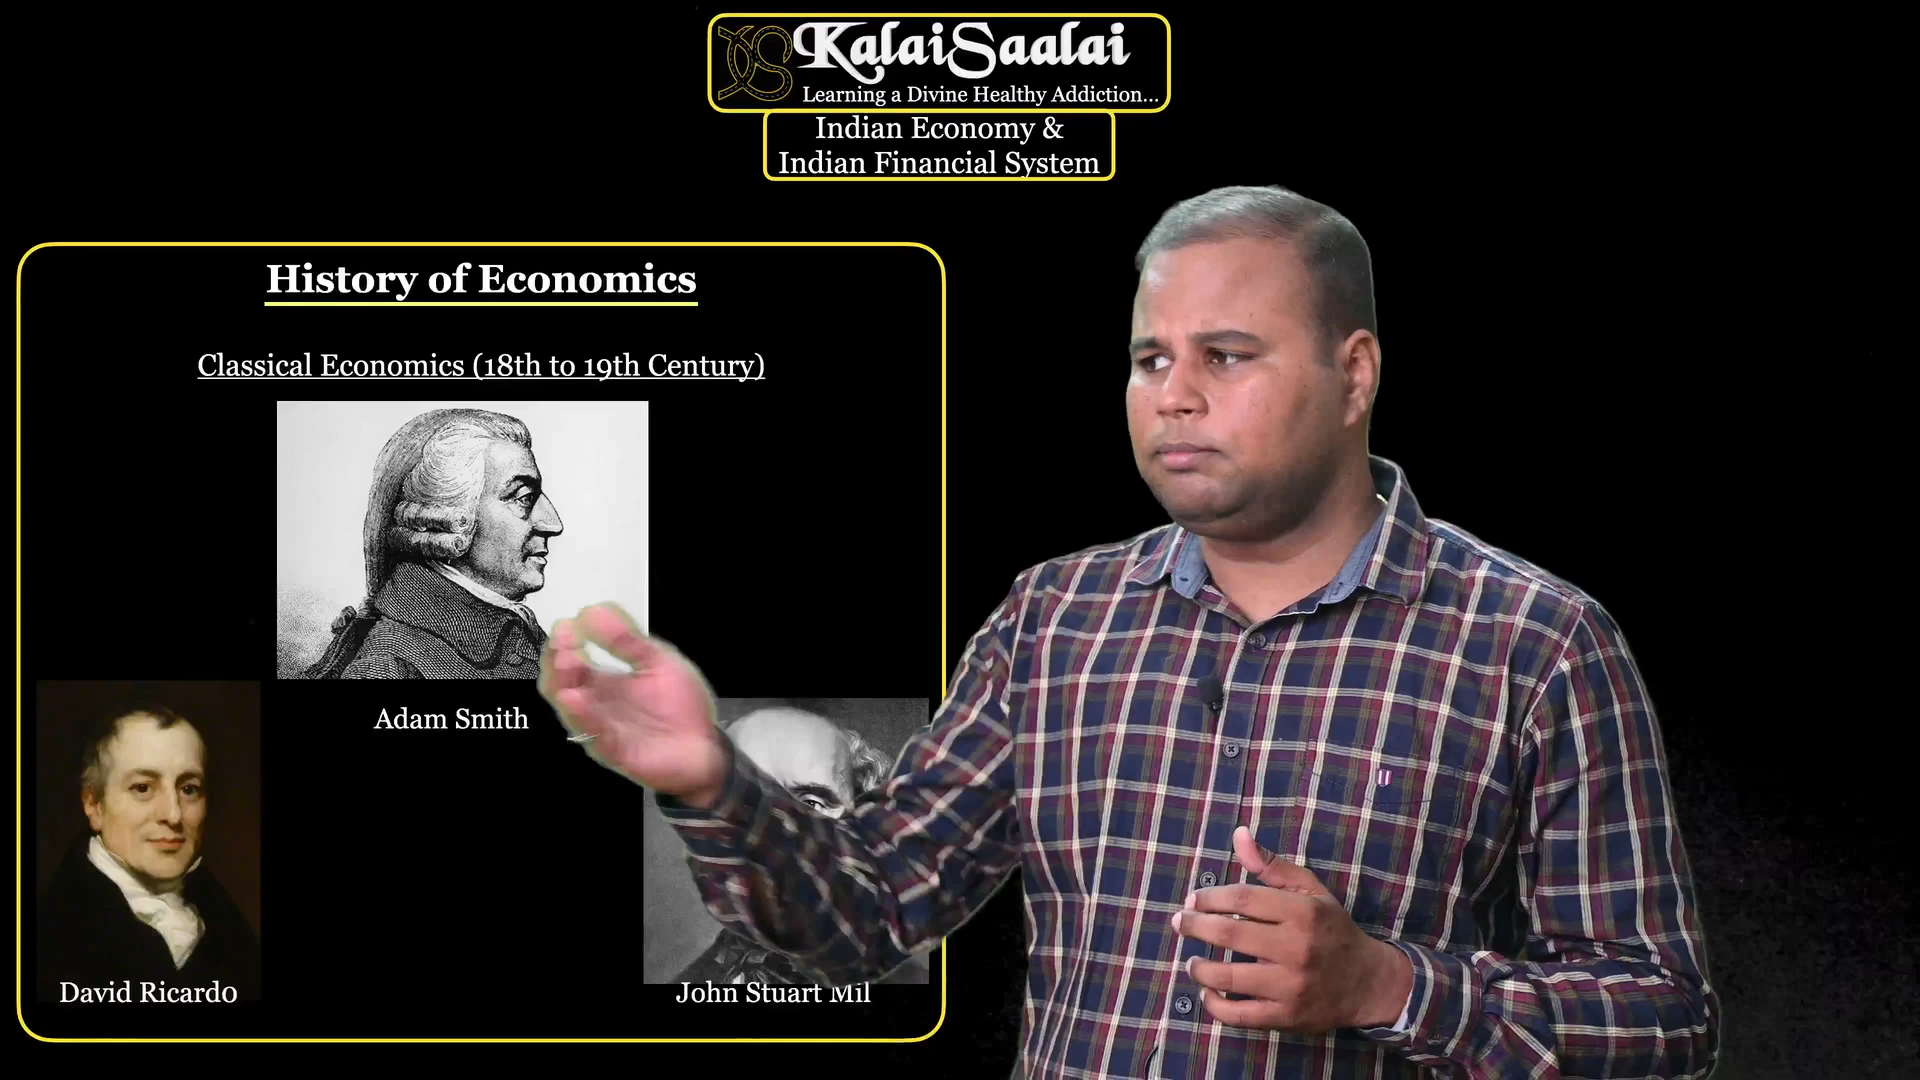 KalaiSaalai
Learning a Divine Healthy Addiction...
Indian Economy &
Indian Financial System
History of Economics
Classical Economics (18th to 19th Century)
Adam Smith
David Ricardo
John Stuart Mil